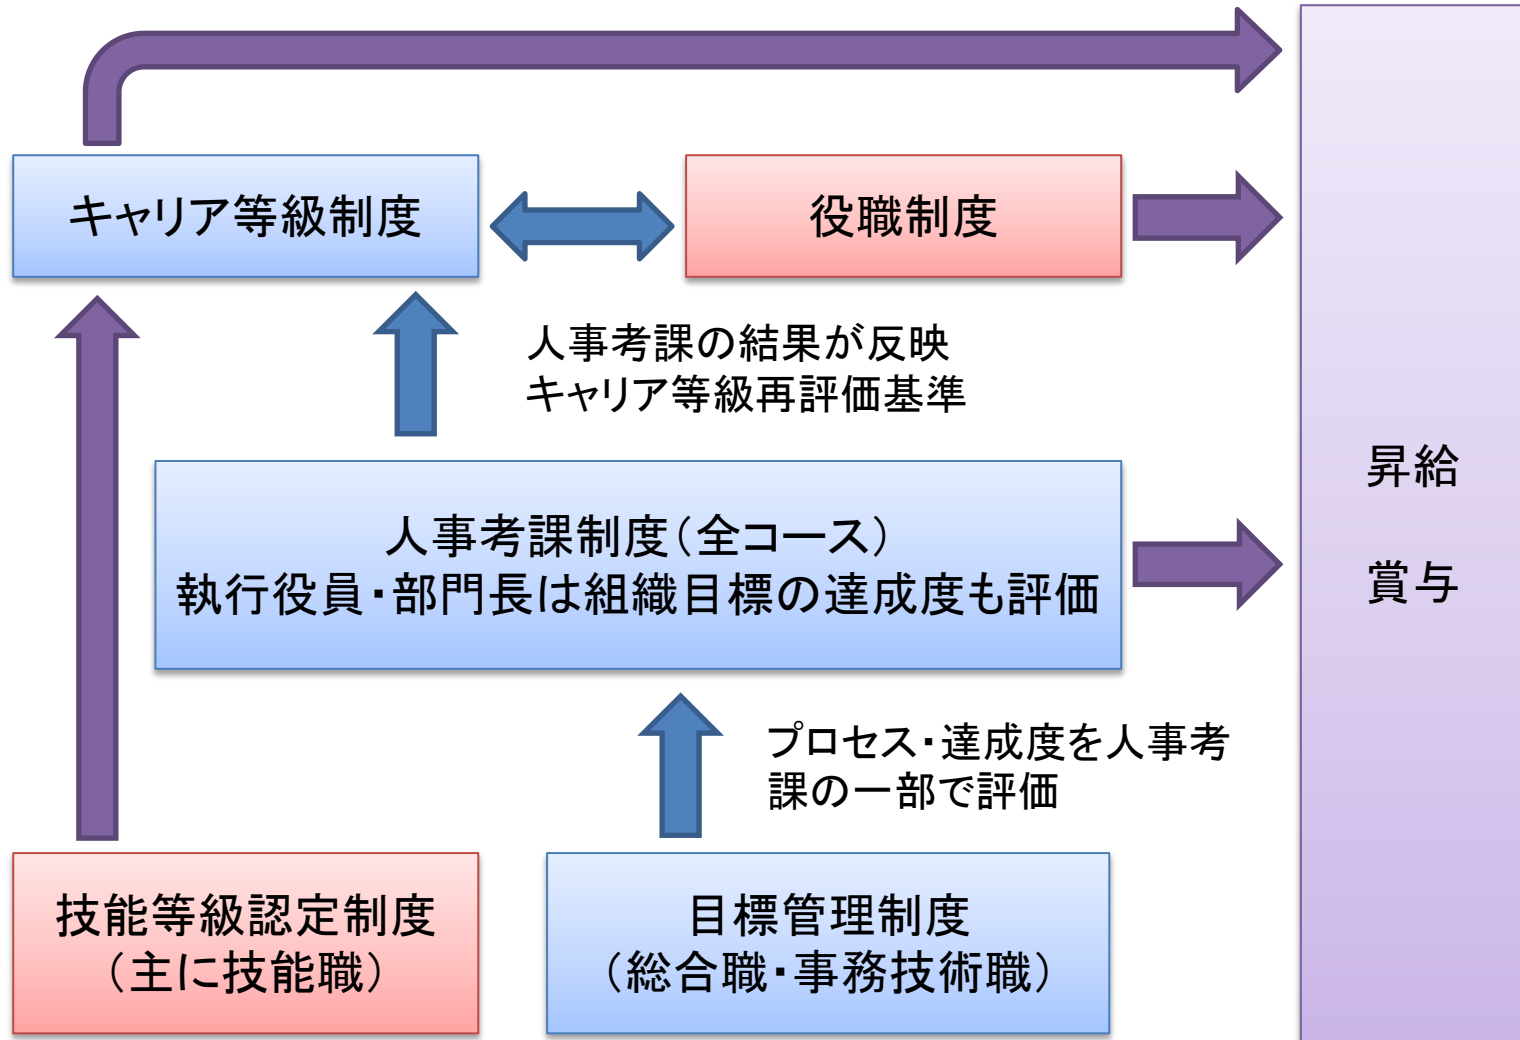 キャリア等級制度
役職制度
人事考課の結果が反映
キャリア等級再評価基準
人事考課制度（全コース）
執行役員・部門長は組織目標の達成度も評価
昇給
賞与
プロセス・達成度を人事考
課の一部で評価
技能等級認定制度
（主に技能職）
目標管理制度
（総合職・事務技術職）